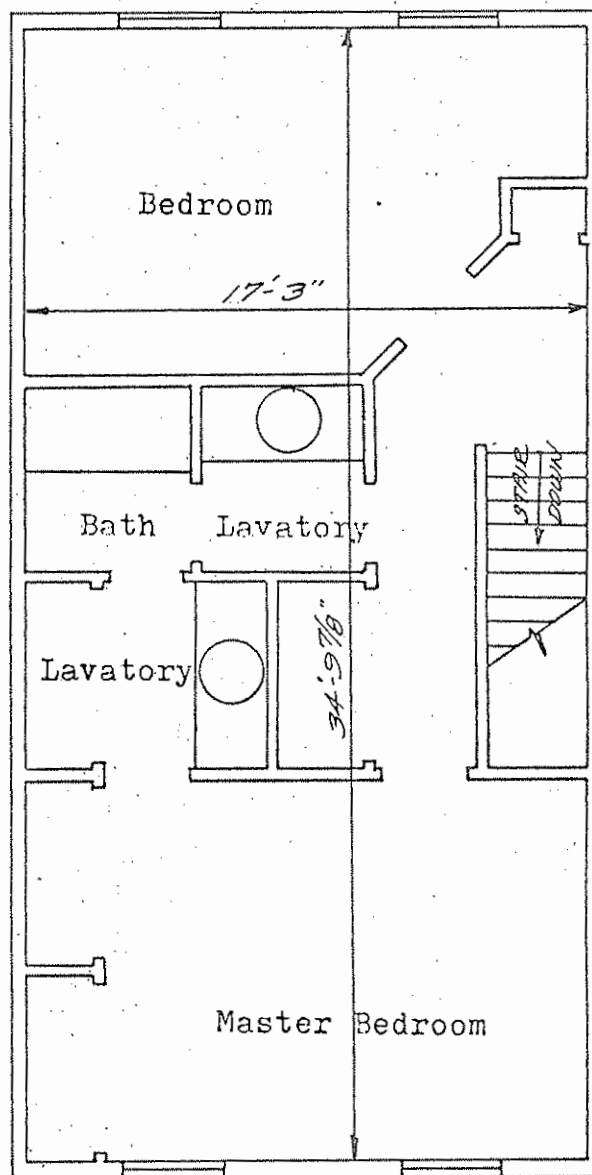 Bedroom
17'-3"
STAIR
DOWN
Bath
Lavatory
Lavatory
34'-9 7/8"
Master Bedroom